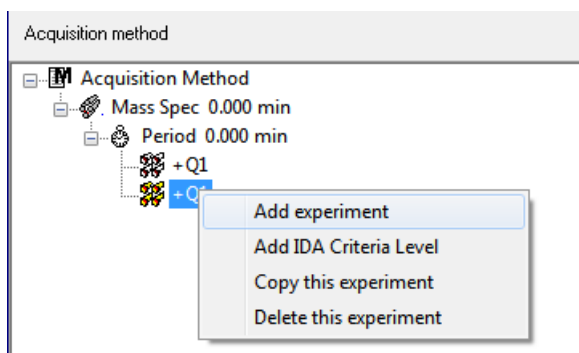 Acquisition method
Acquisition Method
Mass Spec 0.000 min
Period 0.000 min
+Q1
+Q1
Add experiment
Add IDA Criteria Level
Copy this experiment
Delete this experiment